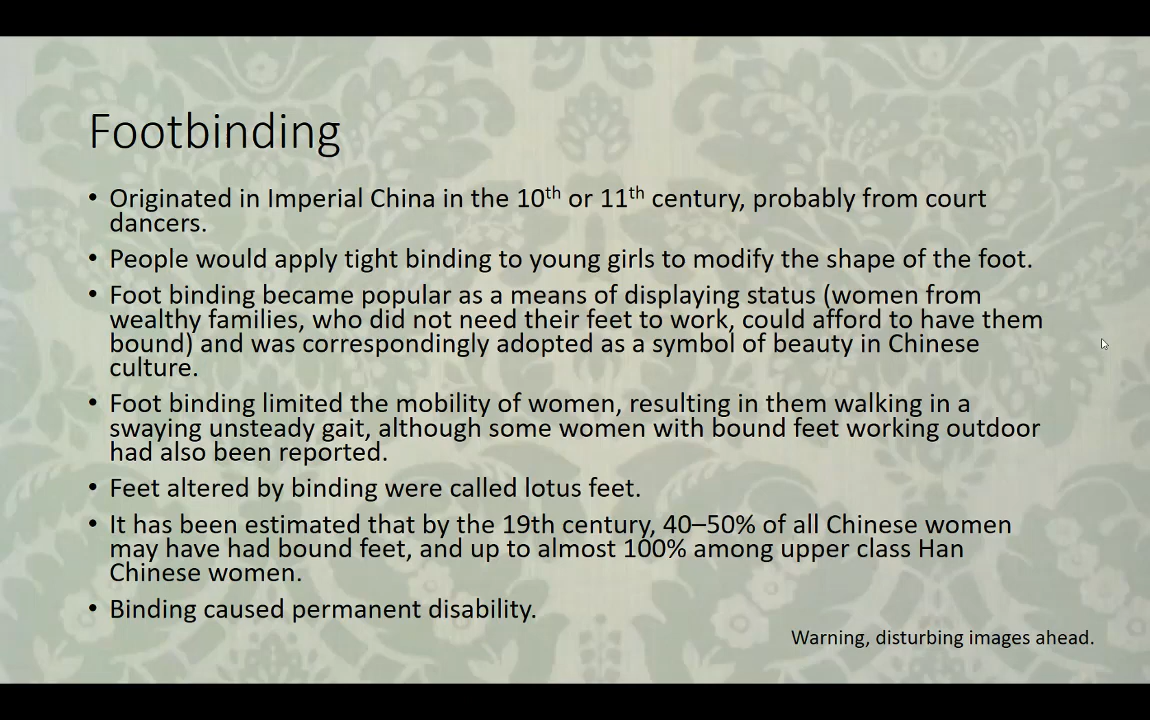 Footbinding
• Originated in Imperial China in the 10th or 11th century, probably from court
dancers.
• People would apply tight binding to young girls to modify the shape of the foot.
• Foot binding became popular as a means of displaying status (women from
wealthy families, who did not need their feet to work, could afford to have them
bound) and was correspondingly adopted as a symbol of beauty in Chinese
culture.
• Foot binding limited the mobility of women, resulting in them walking in a
swaying unsteady gait, although some women with bound feet working outdoor
had also been reported.
• Feet altered by binding were called lotus feet.
• It has been estimated that by the 19th century, 40–50% of all Chinese women
may have had bound feet, and up to almost 100% among upper class Han
Chinese women.
• Binding caused permanent disability.
Warning, disturbing images ahead.